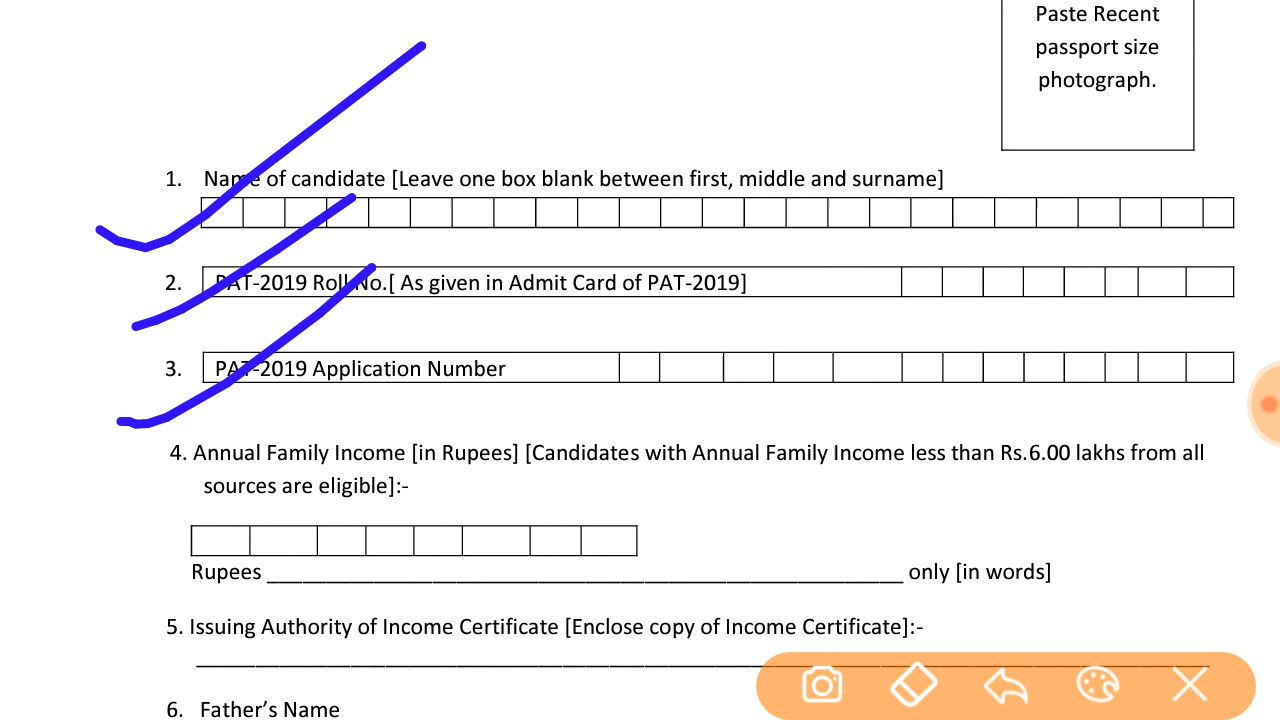 Paste Recent
passport size
photograph.
1. Name of candidate [Leave one box blank between first, middle and surname]
2. PAT-2019 Roll No.[ As given in Admit Card of PAT-2019]
3. PAT-2019 Application Number
4. Annual Family Income [in Rupees] [Candidates with Annual Family Income less than Rs.6.00 lakhs from all
sources are eligible]:-
Rupees ______________________________________________________ only [in words]
5. Issuing Authority of Income Certificate [Enclose copy of Income Certificate]:-
6. Father’s Name